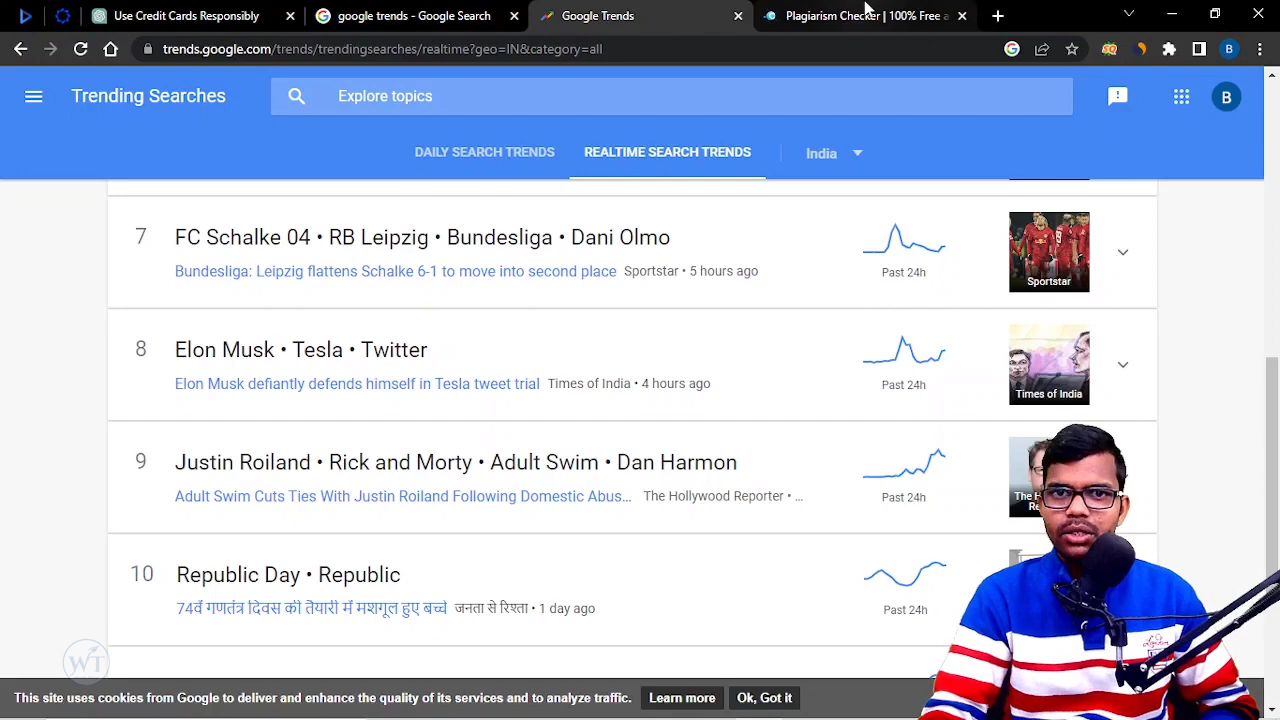 Use Credit Cards Responsibly
google trends - Google Search
Google Trends
Plagiarism Checker | 100% Free a
trends.google.com/trends/trendingsearches/realtime?geo=IN&category=all
B
Trending Searches
Explore topics
B
DAILY SEARCH TRENDS
REALTIME SEARCH TRENDS
India
7
FC Schalke 04 • RB Leipzig • Bundesliga • Dani Olmo
Bundesliga: Leipzig flattens Schalke 6-1 to move into second place Sportstar • 5 hours ago
Past 24h
Sportstar
8
Elon Musk • Tesla • Twitter
Elon Musk defiantly defends himself in Tesla tweet trial Times of India • 4 hours ago
Past 24h
Times of India
9
Justin Roiland • Rick and Morty • Adult Swim • Dan Harmon
Adult Swim Cuts Ties With Justin Roiland Following Domestic Abus... The Hollywood Reporter • ...
Past 24h
10
Republic Day • Republic
74वें गणतंत्र दिवस की तैयारी में मशगूल हुए बच्चे जनता से रिश्ता • 1 day ago
Past 24h
WT
This site uses cookies from Google to deliver and enhance the quality of its services and to analyze traffic.
Learn more
Ok, Got it